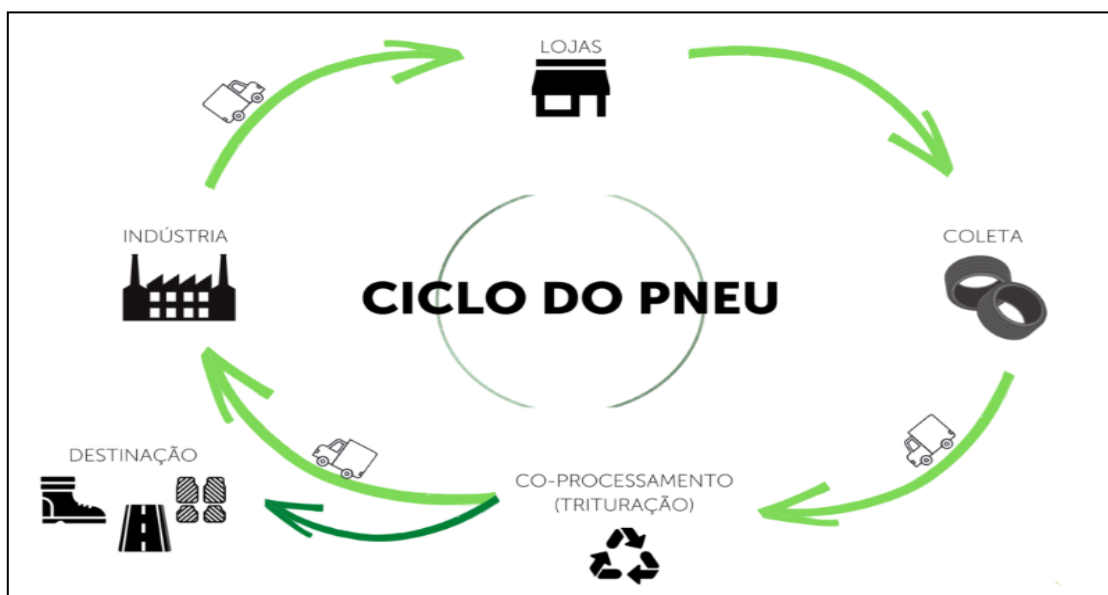 LOJAS
INDÚSTRIA
COLETA
CICLO DO PNEU
DESTINAÇÃO
CO-PROCESSAMENTO
(TRITURAÇÃO)